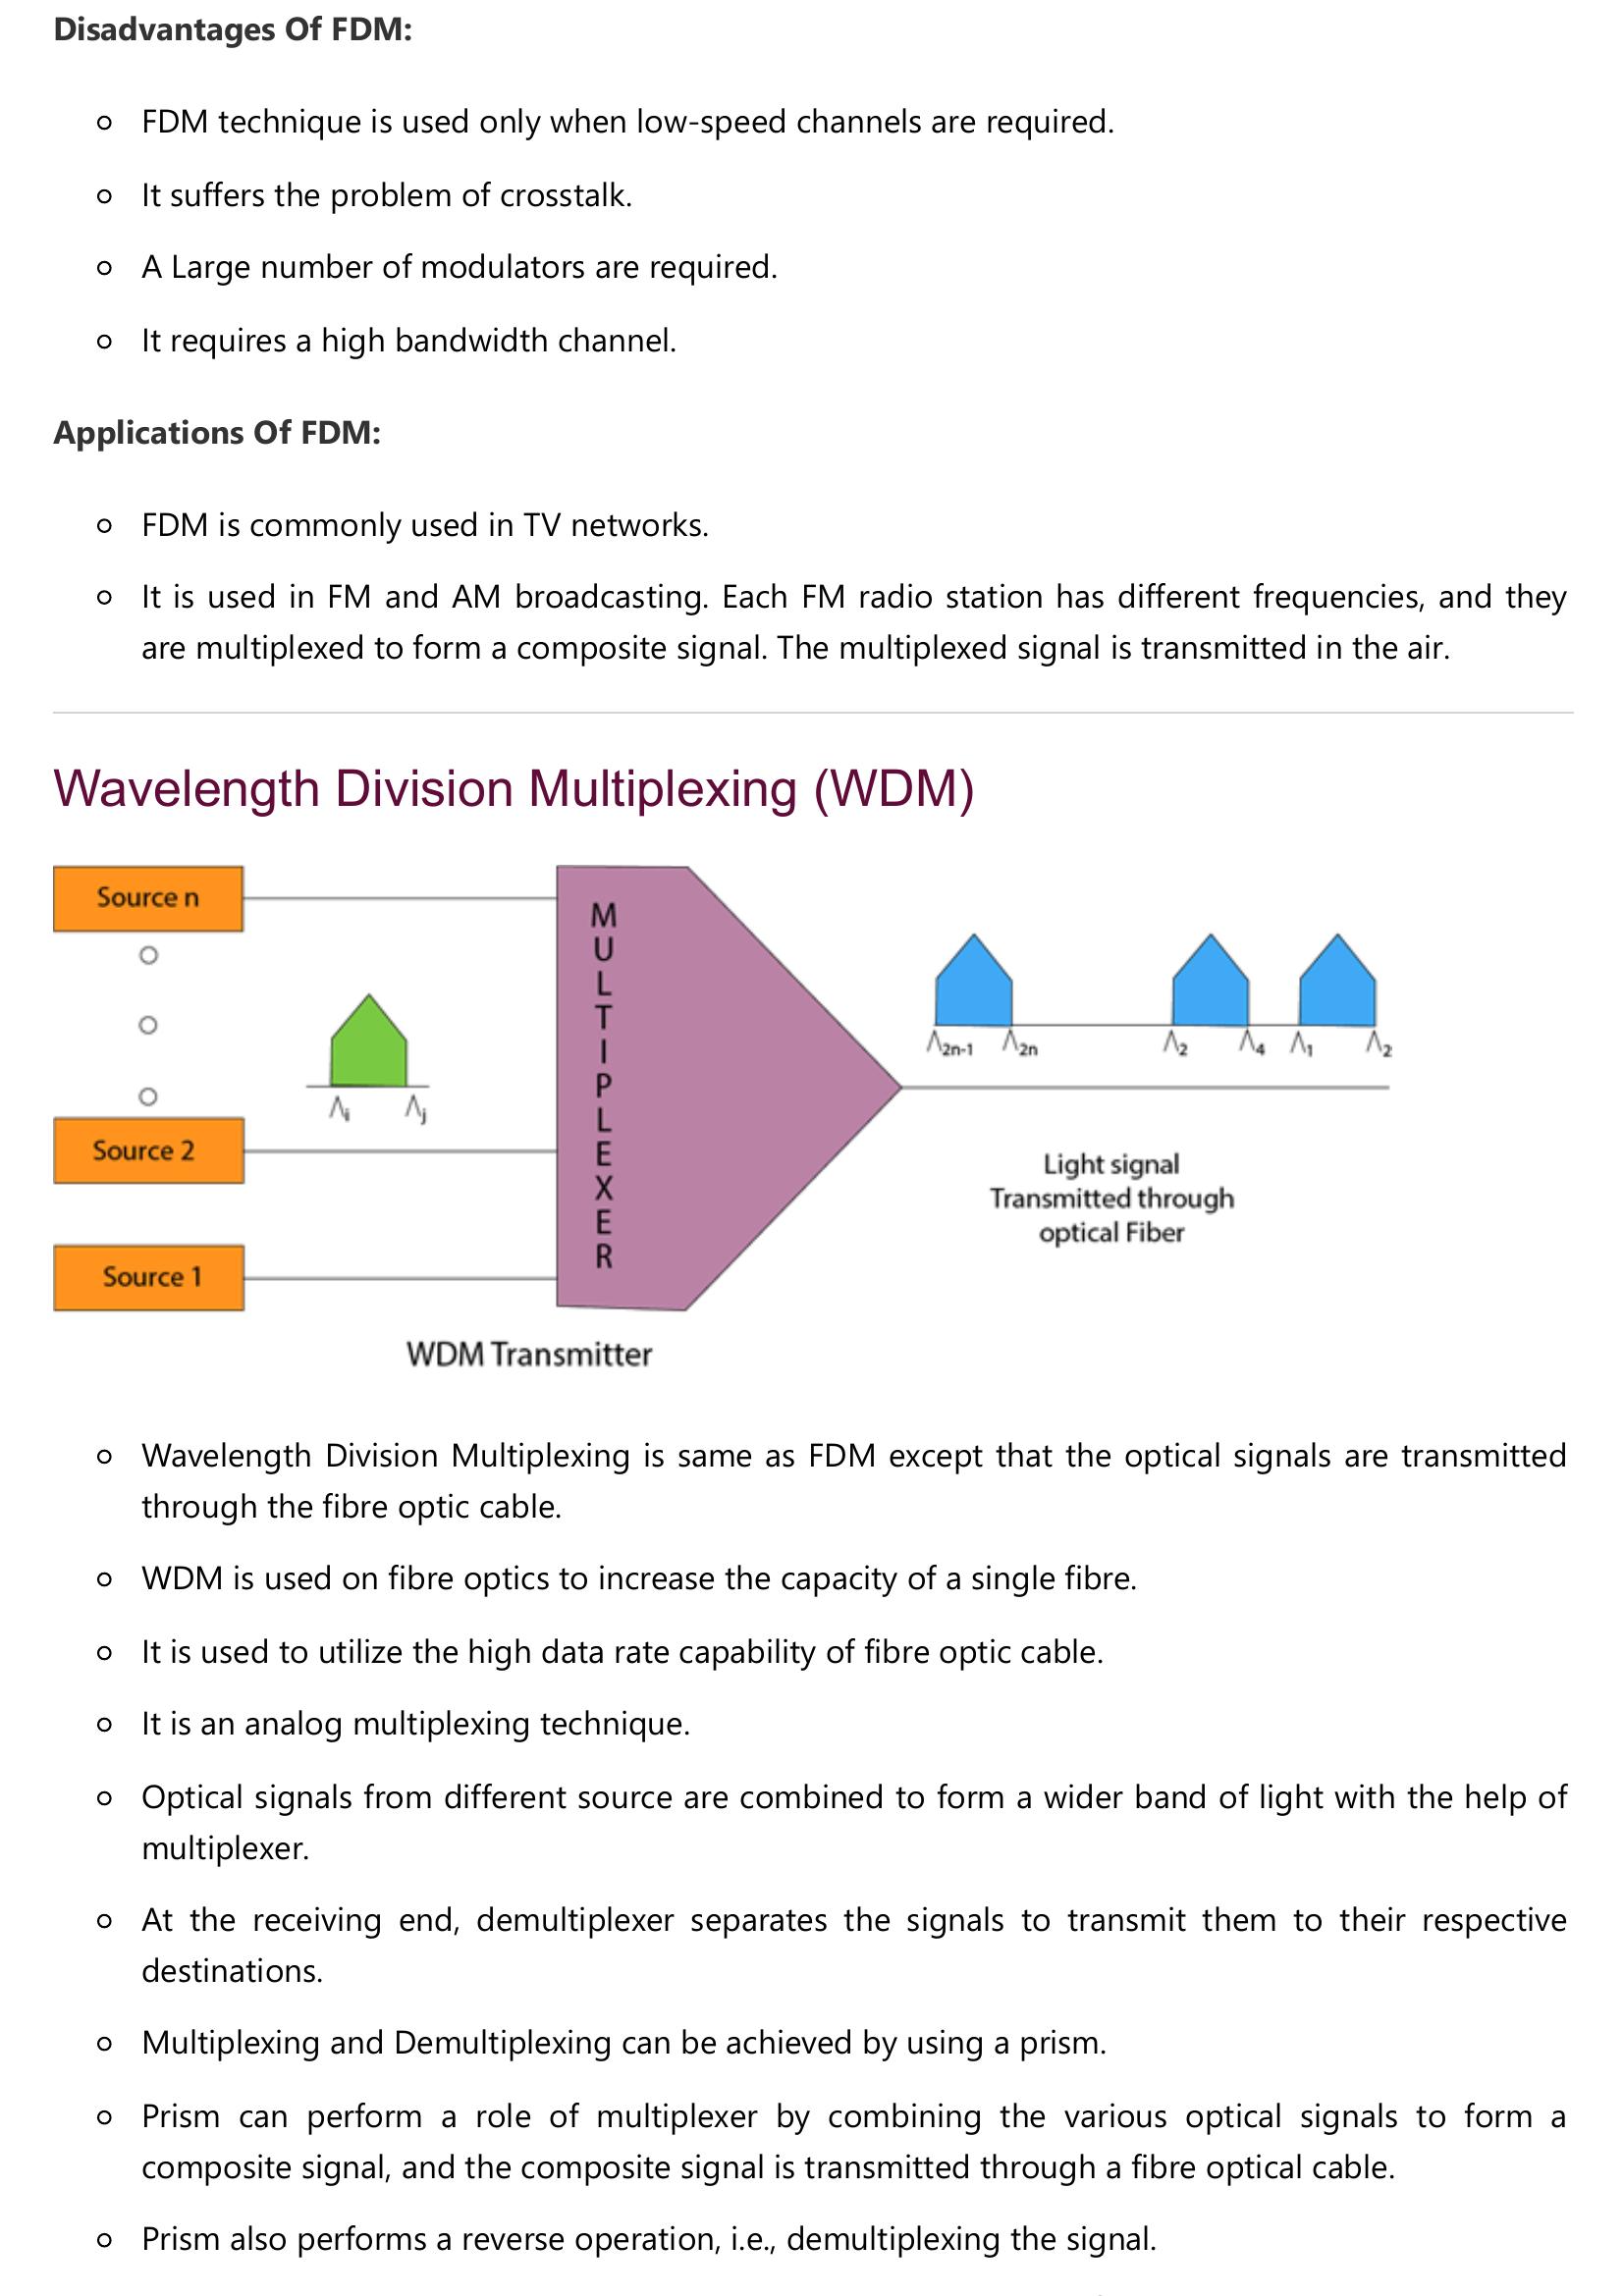 Disadvantages Of FDM:
FDM technique is used only when low-speed channels are required.
It suffers the problem of crosstalk.
A Large number of modulators are required.
It requires a high bandwidth channel.
Applications Of FDM:
FDM is commonly used in TV networks.
It is used in FM and AM broadcasting. Each FM radio station has different frequencies, and they
are multiplexed to form a composite signal. The multiplexed signal is transmitted in the air.
Wavelength Division Multiplexing (WDM)
Source n
Source 2
Source 1
Λi Λj
MULTIPLEXER
Λ2n-1 Λ2n Λ2 Λ4 Λ1 Λ2
Light signal
Transmitted through
optical Fiber
WDM Transmitter
Wavelength Division Multiplexing is same as FDM except that the optical signals are transmitted
through the fibre optic cable.
WDM is used on fibre optics to increase the capacity of a single fibre.
It is used to utilize the high data rate capability of fibre optic cable.
It is an analog multiplexing technique.
Optical signals from different source are combined to form a wider band of light with the help of
multiplexer.
At the receiving end, demultiplexer separates the signals to transmit them to their respective
destinations.
Multiplexing and Demultiplexing can be achieved by using a prism.
Prism can perform a role of multiplexer by combining the various optical signals to form a
composite signal, and the composite signal is transmitted through a fibre optical cable.
Prism also performs a reverse operation, i.e., demultiplexing the signal.